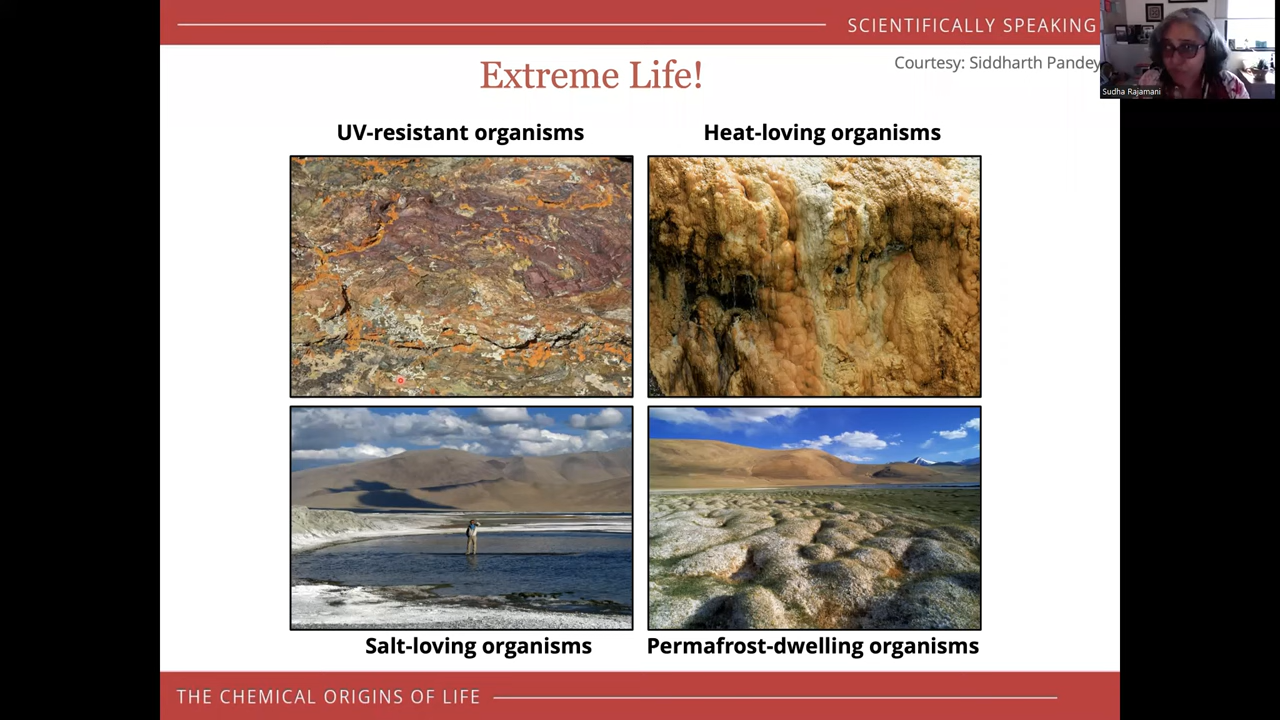 SCIENTIFICALLY SPEAKING
Courtesy: Siddharth Pandey
Sudha Rajamani
Extreme Life!
UV-resistant organisms
Heat-loving organisms
Salt-loving organisms
Permafrost-dwelling organisms
THE CHEMICAL ORIGINS OF LIFE